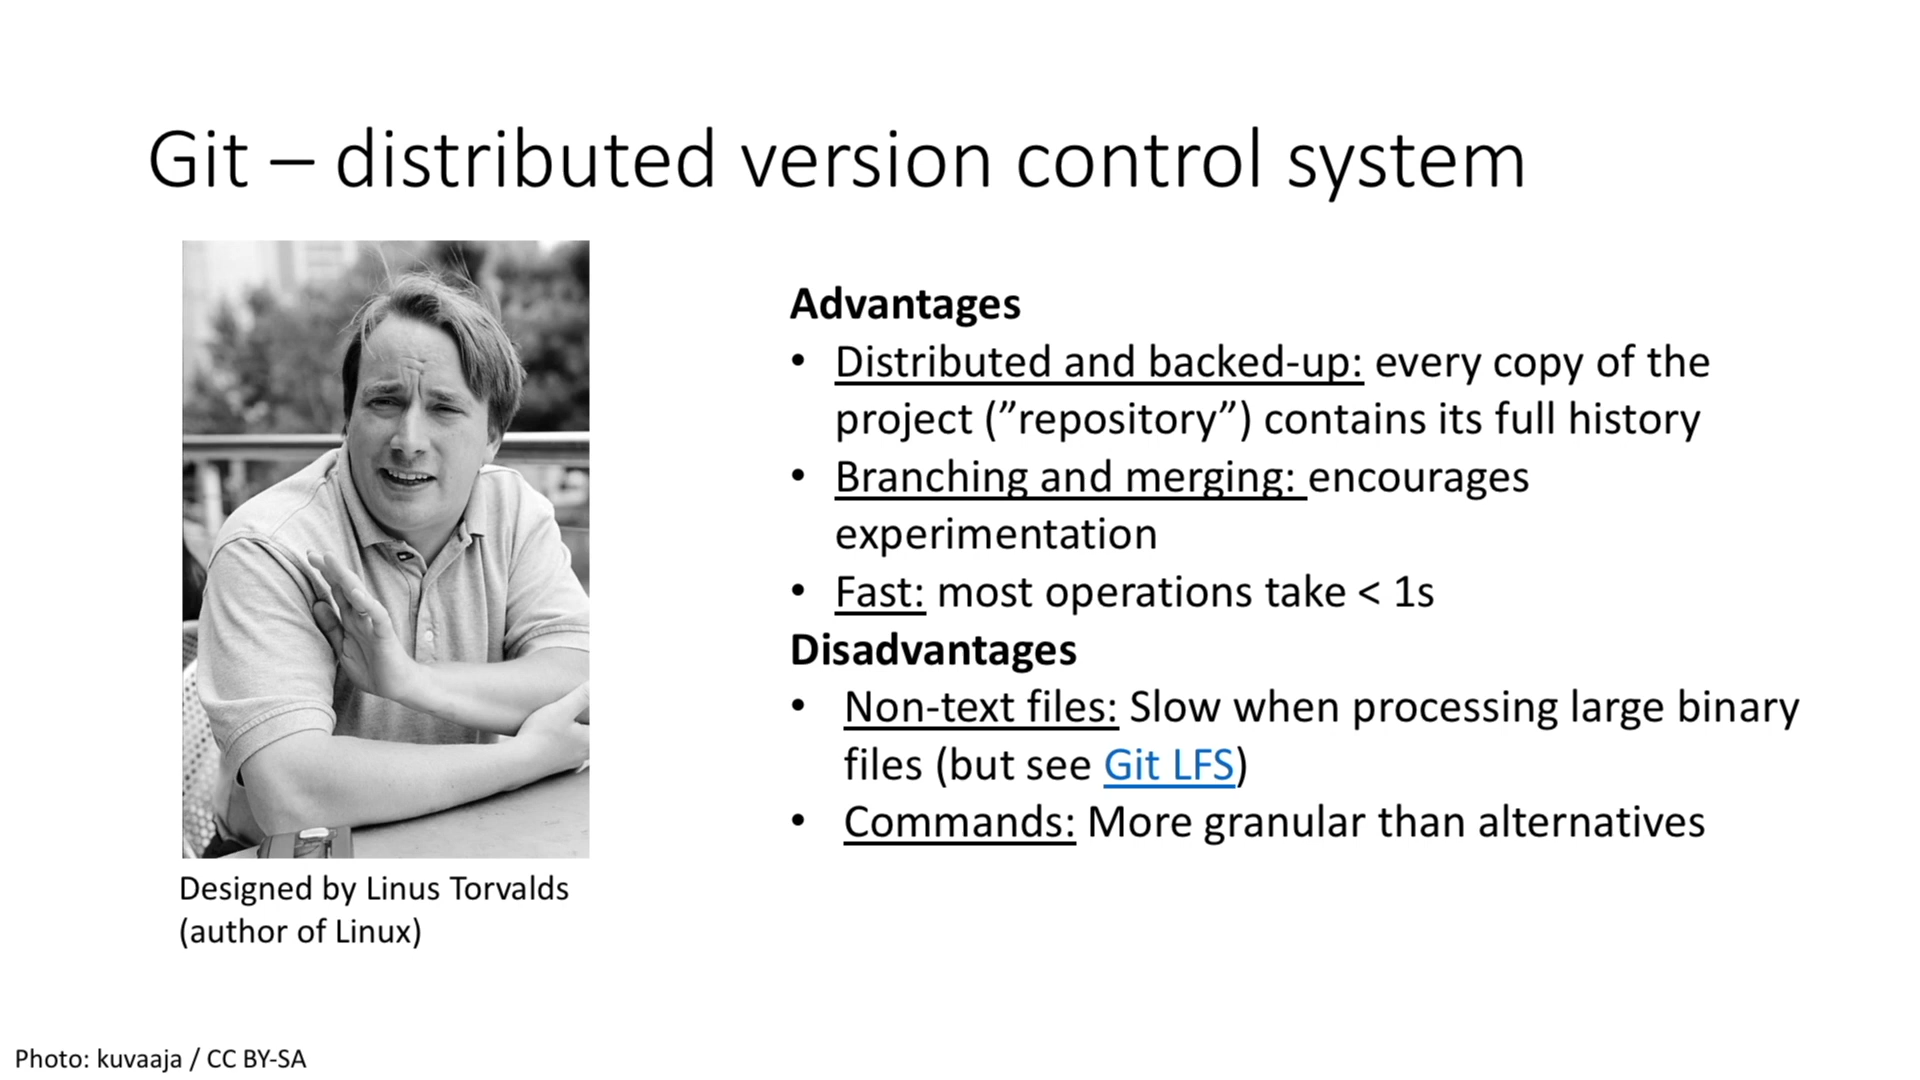 Git – distributed version control system
Advantages
• Distributed and backed-up: every copy of the
project (”repository”) contains its full history
• Branching and merging: encourages
experimentation
• Fast: most operations take < 1s
Disadvantages
• Non-text files: Slow when processing large binary
files (but see Git LFS)
• Commands: More granular than alternatives
Designed by Linus Torvalds
(author of Linux)
Photo: kuvaaja / CC BY-SA